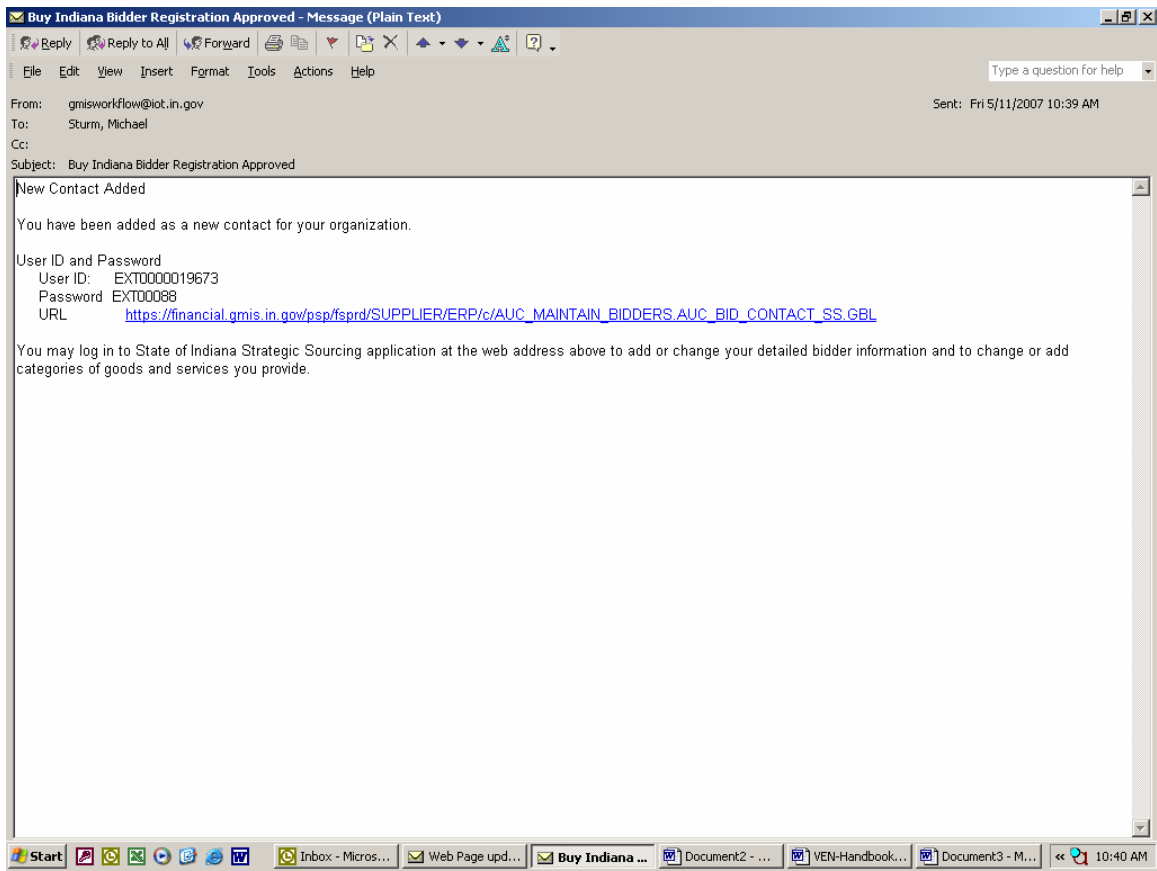 Buy Indiana Bidder Registration Approved - Message (Plain Text)
Reply Reply to All Forward
File Edit View Insert Format Tools Actions Help Type a question for help
From: gmisworkflow@iot.in.gov Sent: Fri 5/11/2007 10:39 AM
To: Sturm, Michael
Cc:
Subject: Buy Indiana Bidder Registration Approved
New Contact Added
You have been added as a new contact for your organization.
User ID and Password
User ID: EXT0000019673
Password EXT00088
URL https://financial.gmis.in.gov/psp/fsprd/SUPPLIER/ERP/c/AUC_MAINTAIN_BIDDERS.AUC_BID_CONTACT_SS.GBL
You may log in to State of Indiana Strategic Sourcing application at the web address above to add or change your detailed bidder information and to change or add
categories of goods and services you provide.
Start Inbox - Micros... Web Page upd... Buy Indiana ... Document2 - ... VEN-Handbook... Document3 - M... « 10:40 AM